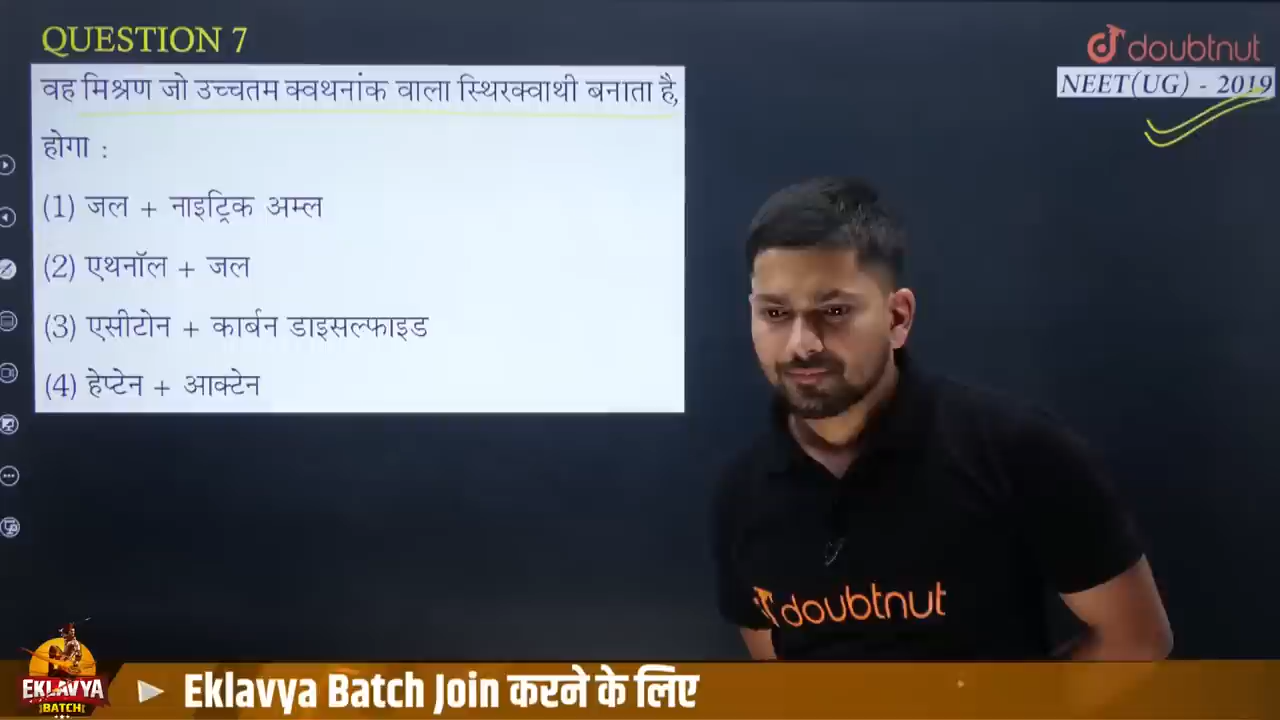 QUESTION 7
doubtnut
NEET(UG) - 2019
वह मिश्रण जो उच्चतम क्वथनांक वाला स्थिरक्वाथी बनाता है,
होगा :
(1) जल + नाइट्रिक अम्ल
(2) एथनॉल + जल
(3) एसीटोन + कार्बन डाइसल्फाइड
(4) हेप्टेन + आक्टेन
doubtnut
EKLAVYA
BATCH
Eklavya Batch Join करने के लिए